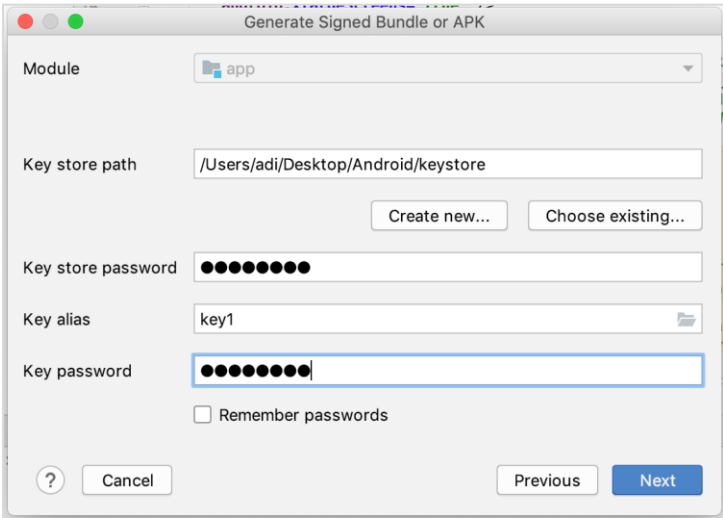 Generate Signed Bundle or APK
Module
app
Key store path
/Users/adi/Desktop/Android/keystore
Create new...
Choose existing...
Key store password
●●●●●●●●
Key alias
key1
Key password
●●●●●●●●
Remember passwords
?
Cancel
Previous
Next